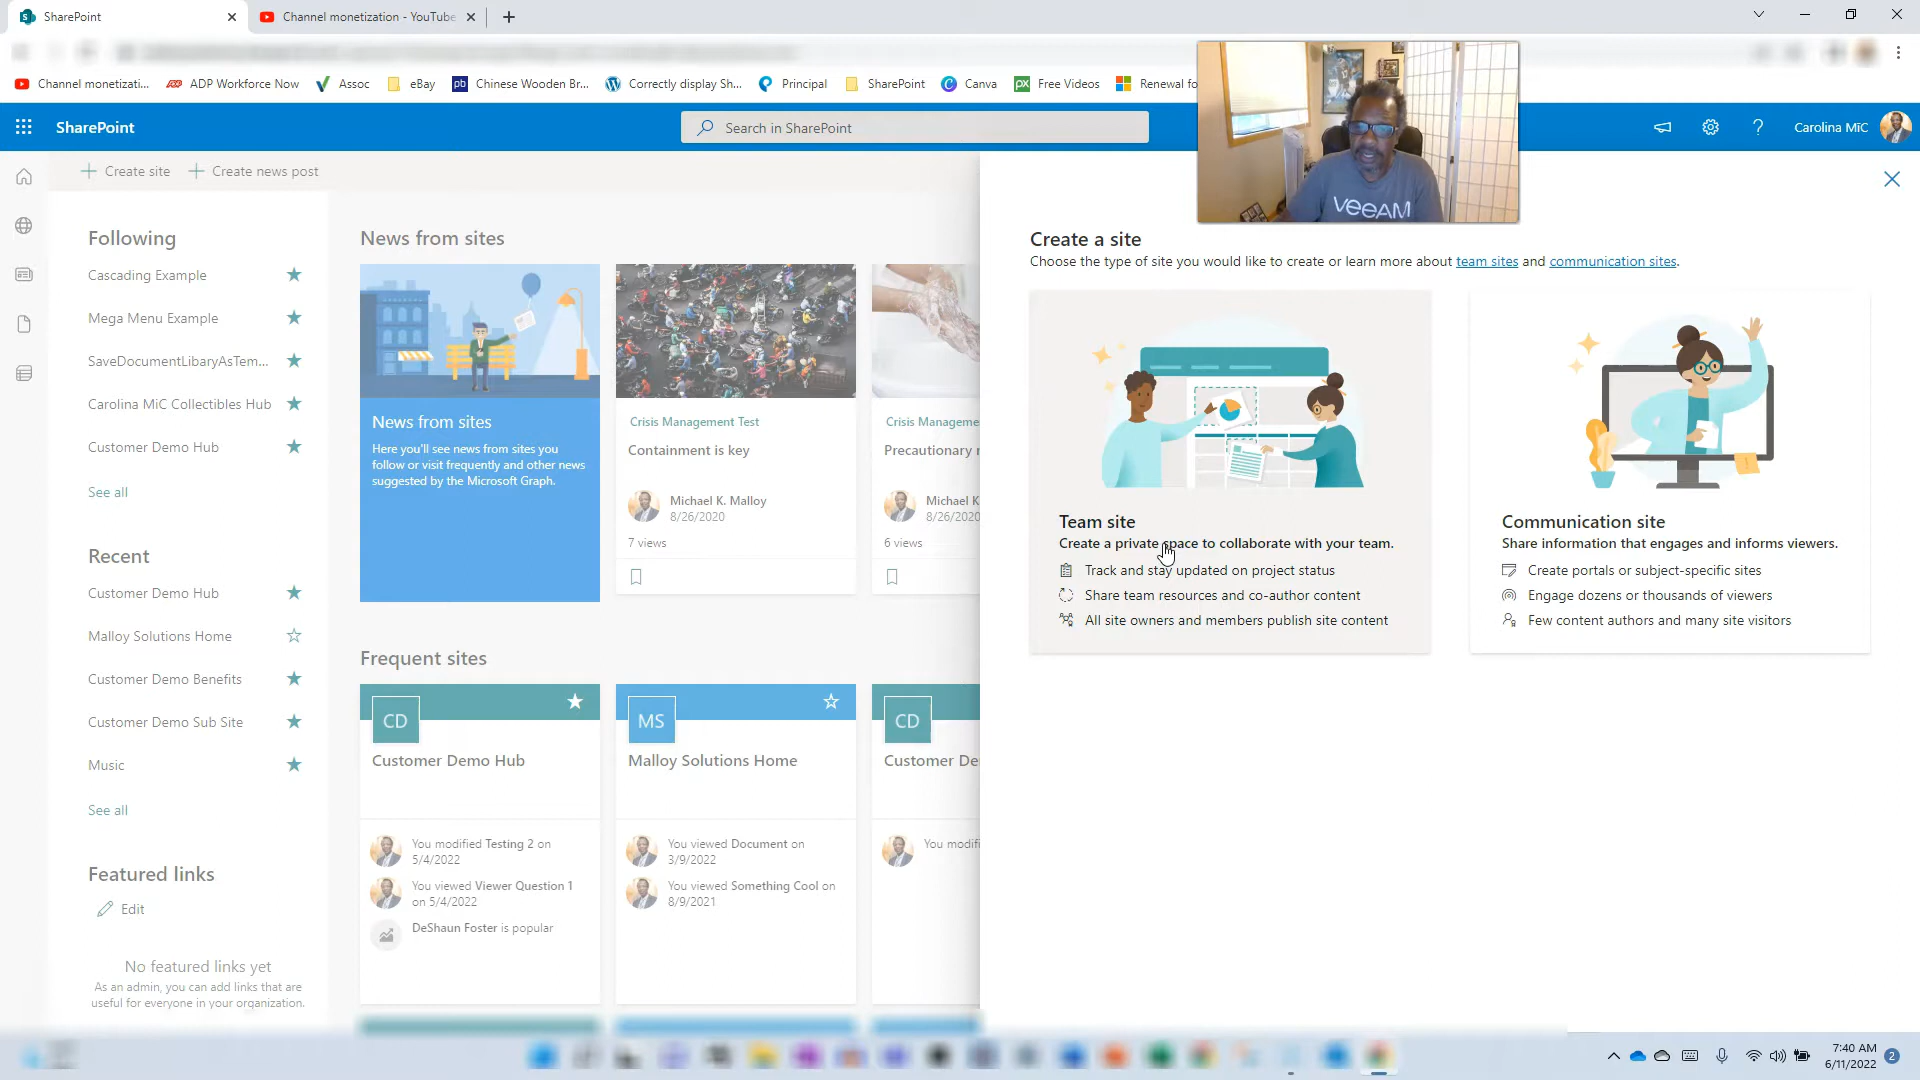 SharePoint
Channel monetization - YouTube
Channel monetizati...
ADP Workforce Now
Assoc
eBay
pb
Chinese Wooden Br...
Correctly display Sh...
Principal
SharePoint
Canva
px
Free Videos
Renewal fo
SharePoint
Search in SharePoint
Carolina MiC
veeAM
Create site
Create news post
Following
Cascading Example
Mega Menu Example
SaveDocumentLibaryAsTem...
Carolina MiC Collectibles Hub
Customer Demo Hub
See all
Recent
Customer Demo Hub
Malloy Solutions Home
Customer Demo Benefits
Customer Demo Sub Site
Music
See all
Featured links
Edit
No featured links yet
As an admin, you can add links that are
useful for everyone in your organization.
News from sites
News from sites
Here you'll see news from sites you
follow or visit frequently and other news
suggested by the Microsoft Graph.
Crisis Management Test
Containment is key
Michael K. Malloy
8/26/2020
7 views
Crisis Manageme
Precautionary
Michael K
8/26/2020
6 views
Frequent sites
CD
Customer Demo Hub
You modified Testing 2 on
5/4/2022
You viewed Viewer Question 1
on 5/4/2022
DeShaun Foster is popular
MS
Malloy Solutions Home
You viewed Document on
3/9/2022
You viewed Something Cool on
8/9/2021
CD
Customer De
You modifi
Create a site
Choose the type of site you would like to create or learn more about team sites and communication sites.
Team site
Create a private space to collaborate with your team.
Track and stay updated on project status
Share team resources and co-author content
All site owners and members publish site content
Communication site
Share information that engages and informs viewers.
Create portals or subject-specific sites
Engage dozens or thousands of viewers
Few content authors and many site visitors
7:40 AM
6/11/2022
2